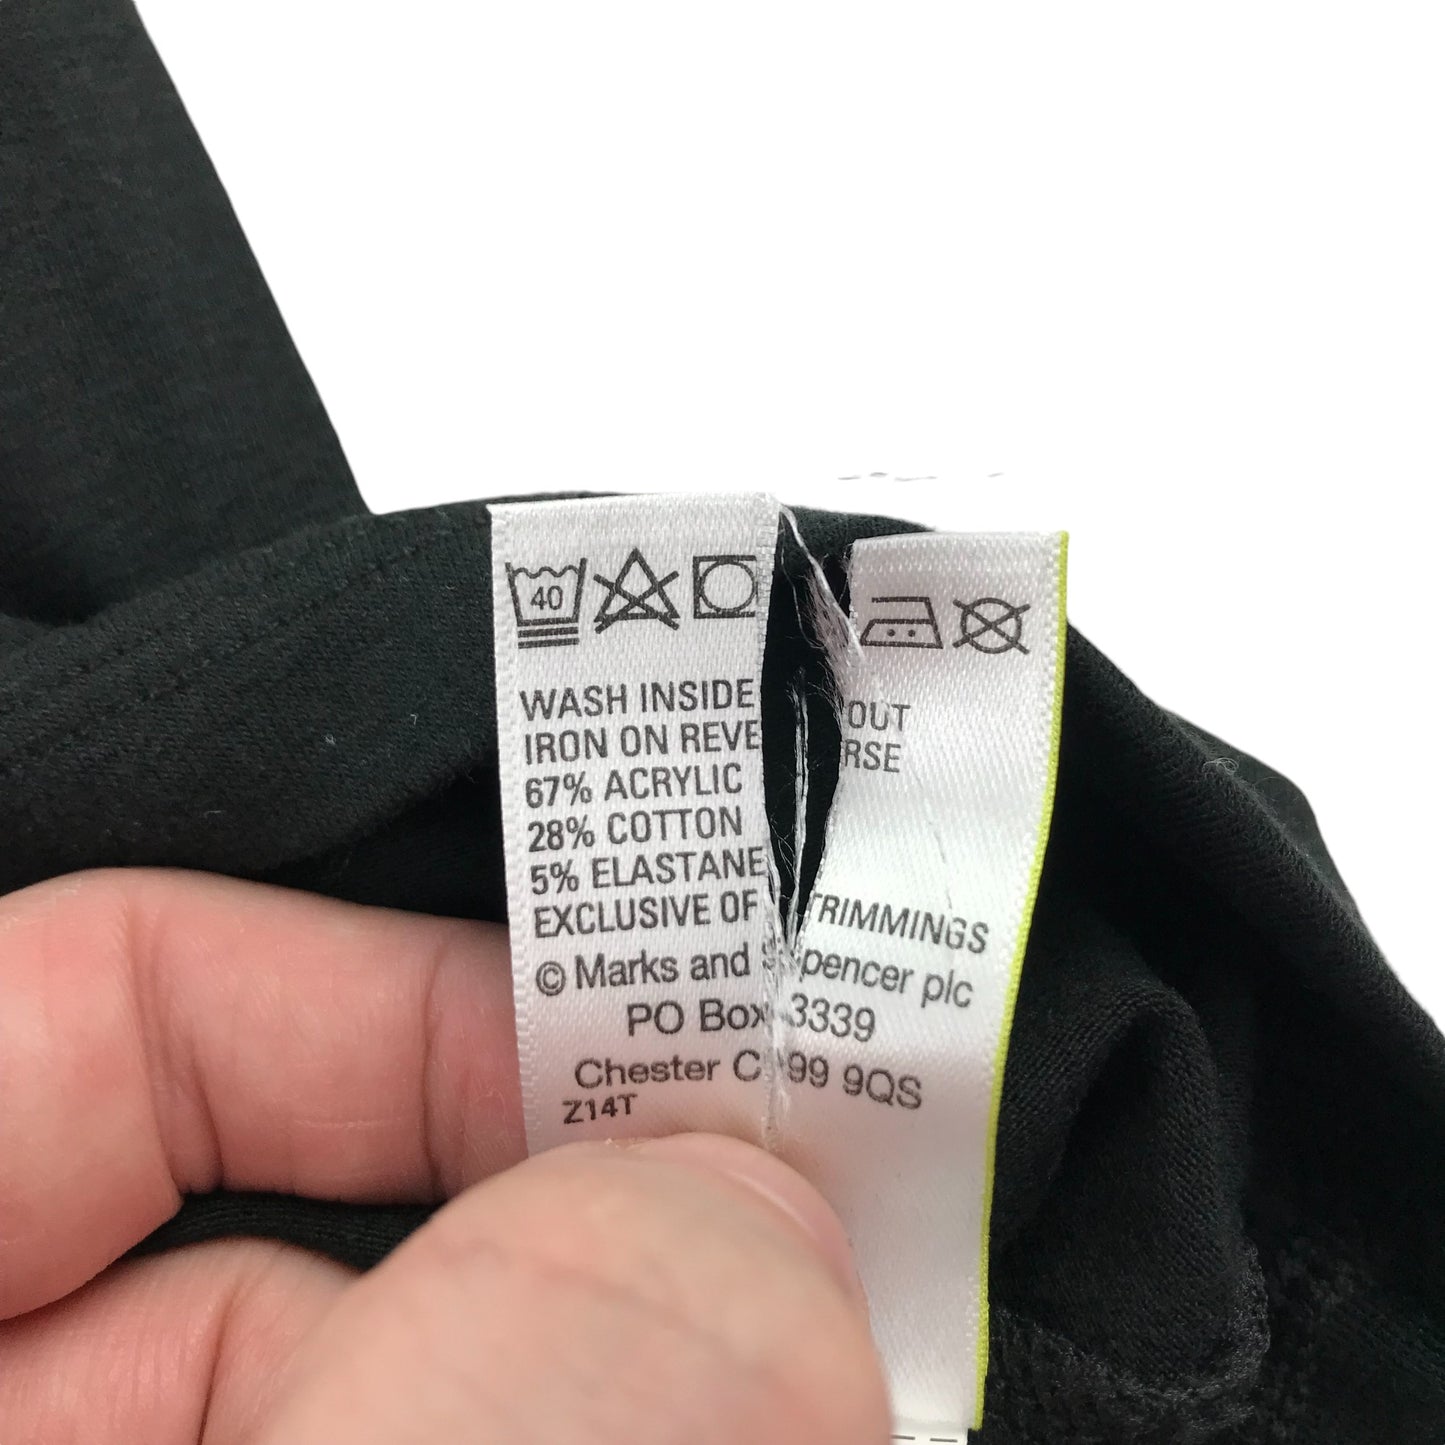 40
WASH INSIDE OUT
IRON ON REVERSE
67% ACRYLIC
28% COTTON
5% ELASTANE
EXCLUSIVE OF TRIMMINGS
© Marks and Spencer plc
PO Box 3339
Chester C 99 9QS
Z14T